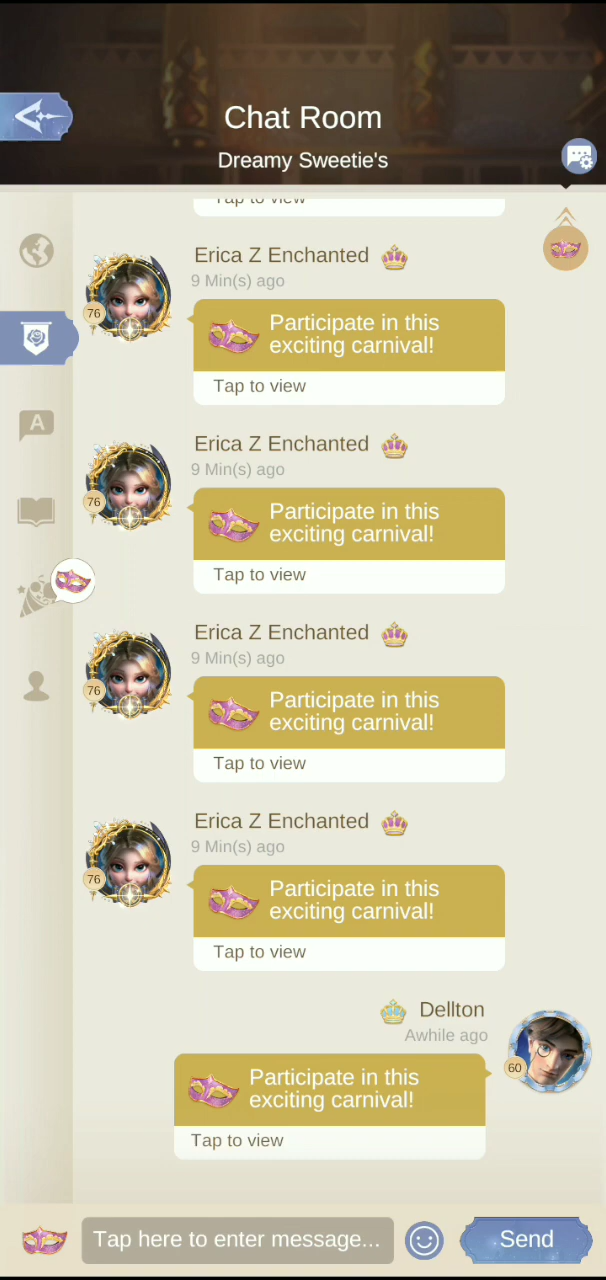 Chat Room
Dreamy Sweetie's
Tap to view
Erica Z Enchanted
9 Min(s) ago
76
Participate in this
exciting carnival!
Tap to view
A
Erica Z Enchanted
9 Min(s) ago
76
Participate in this
exciting carnival!
Tap to view
Erica Z Enchanted
9 Min(s) ago
76
Participate in this
exciting carnival!
Tap to view
Erica Z Enchanted
9 Min(s) ago
76
Participate in this
exciting carnival!
Tap to view
Dellton
Awhile ago
60
Participate in this
exciting carnival!
Tap to view
Tap here to enter message...
Send